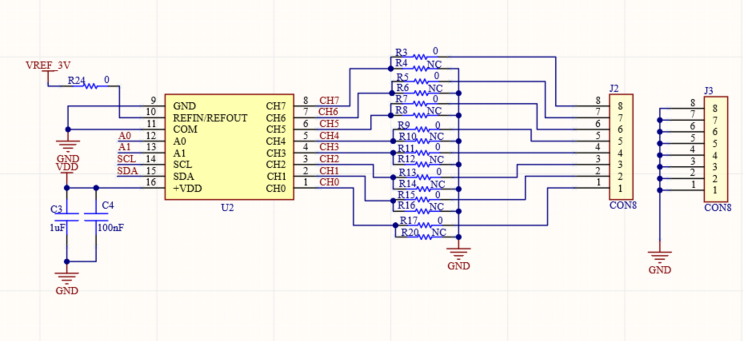 VREF_3V
R24 0
R3 0
R4 NC
R5 0
R6 NC
R7 0
R8 NC
R9 0
R10 NC
R11 0
R12 NC
R13 0
R14 NC
R15 0
R16 NC
R17 0
R20 NC
9 GND CH7 8 CH7
10 REFIN/REFOUT CH6 7 CH6
11 COM CH5 6 CH5
A0 12 A0 CH4 5 CH4
A1 13 A1 CH3 4 CH3
SCL 14 SCL CH2 3 CH2
SDA 15 SDA CH1 2 CH1
16 +VDD CH0 1 CH0
U2
GND
VDD
C3
1uF
C4
100nF
GND
GND
J2
8 8
7 7
6 6
5 5
4 4
3 3
2 2
1 1
CON8
J3
8 8
7 7
6 6
5 5
4 4
3 3
2 2
1 1
CON8
GND